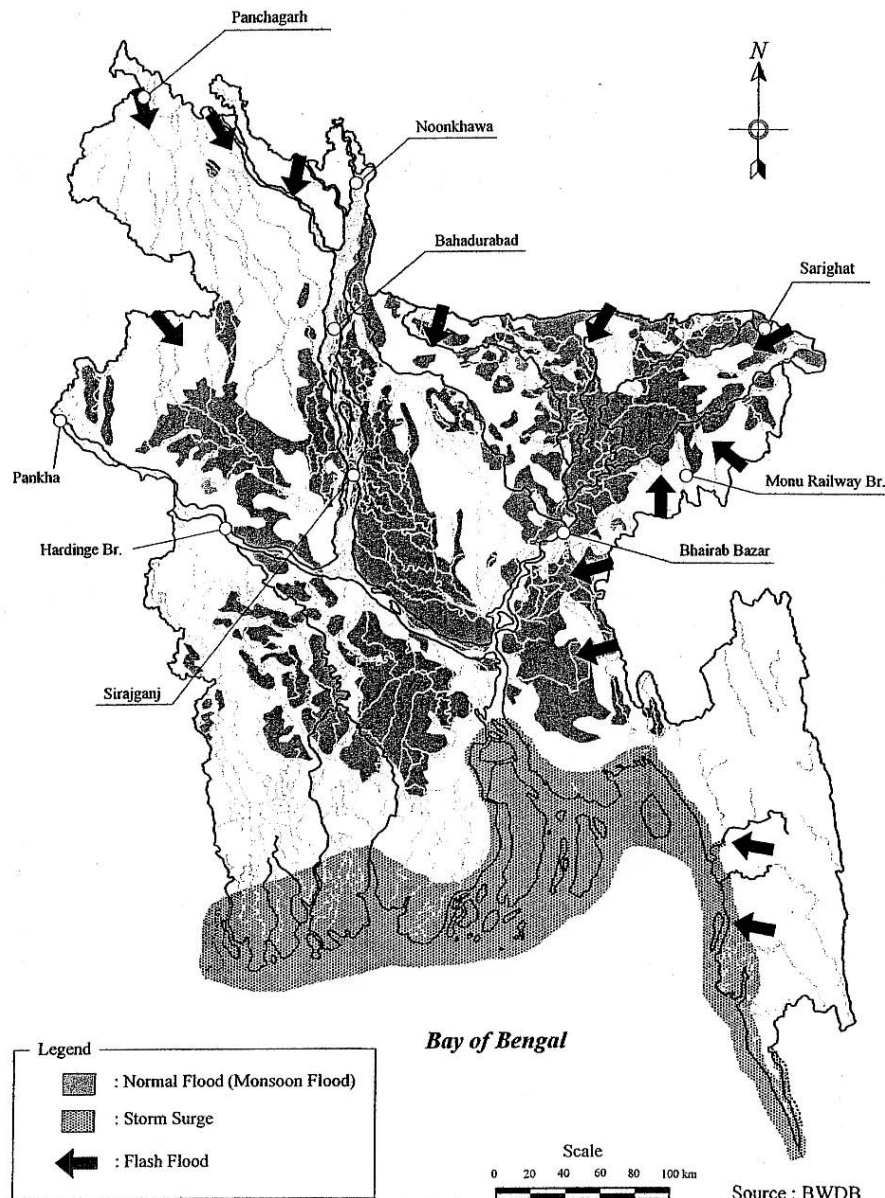 Panchagarh
N
Noonkhawa
Bahadurabad
Sarighat
Pankha
Monu Railway Br.
Hardinge Br.
Bhairab Bazar
Sirajganj
Bay of Bengal
Legend
: Normal Flood (Monsoon Flood)
: Storm Surge
: Flash Flood
Scale
0 20 40 60 100 km
Source : BWDB